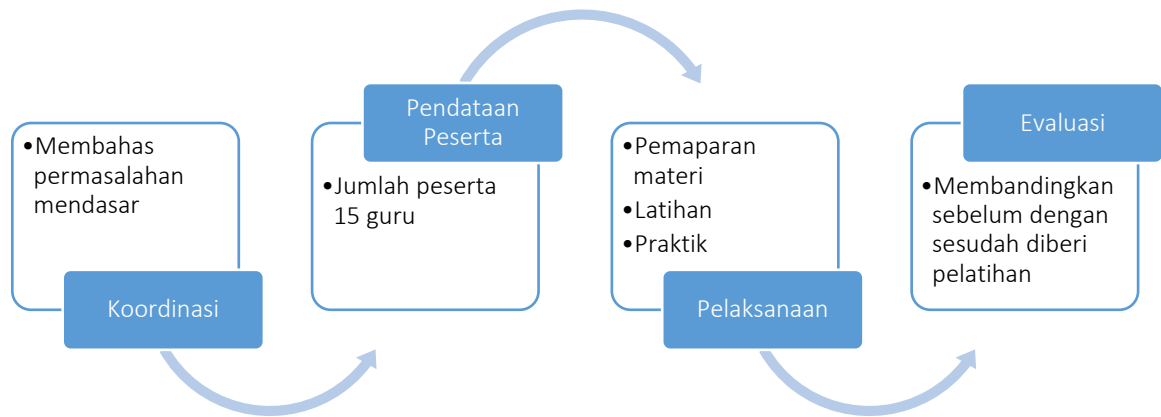 •Membahas
permasalahan
mendasar
Koordinasi
Pendataan
Peserta
•Jumlah peserta
15 guru
•Pemaparan
materi
•Latihan
•Praktik
Pelaksanaan
Evaluasi
•Membandingkan
sebelum dengan
sesudah diberi
pelatihan